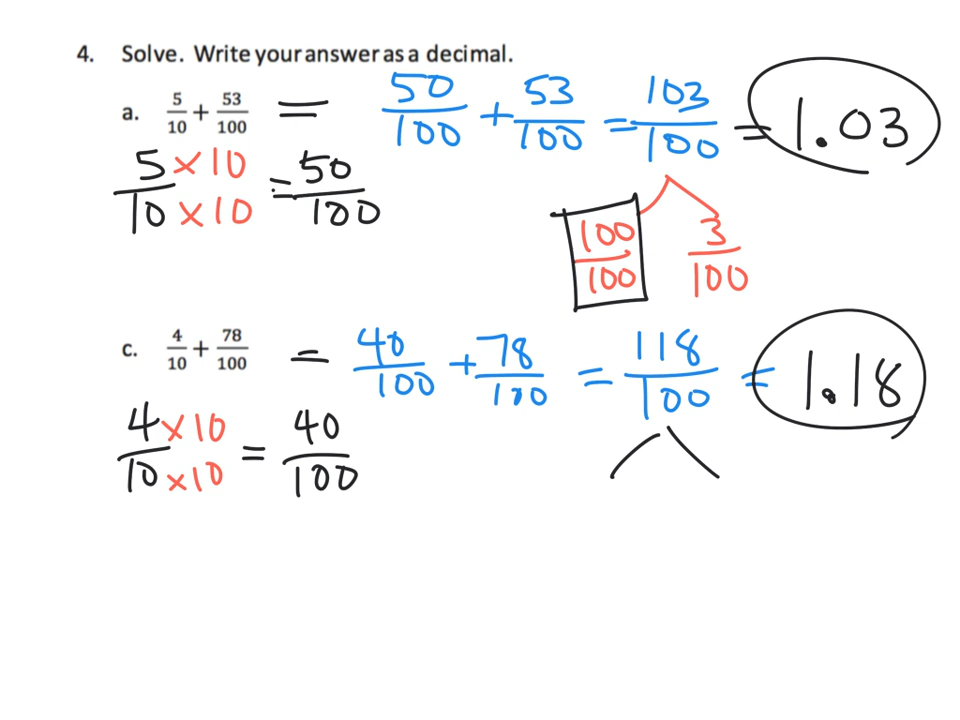 4. Solve. Write your answer as a decimal.
a. 5/10 + 53/100 = 50/100 + 53/100 = 103/100 = 1.03
5 × 10 / 10 × 10 = 50/100
100/100 3/100
c. 4/10 + 78/100 = 40/100 + 78/100 = 118/100 = 1.18
4 × 10 / 10 × 10 = 40/100